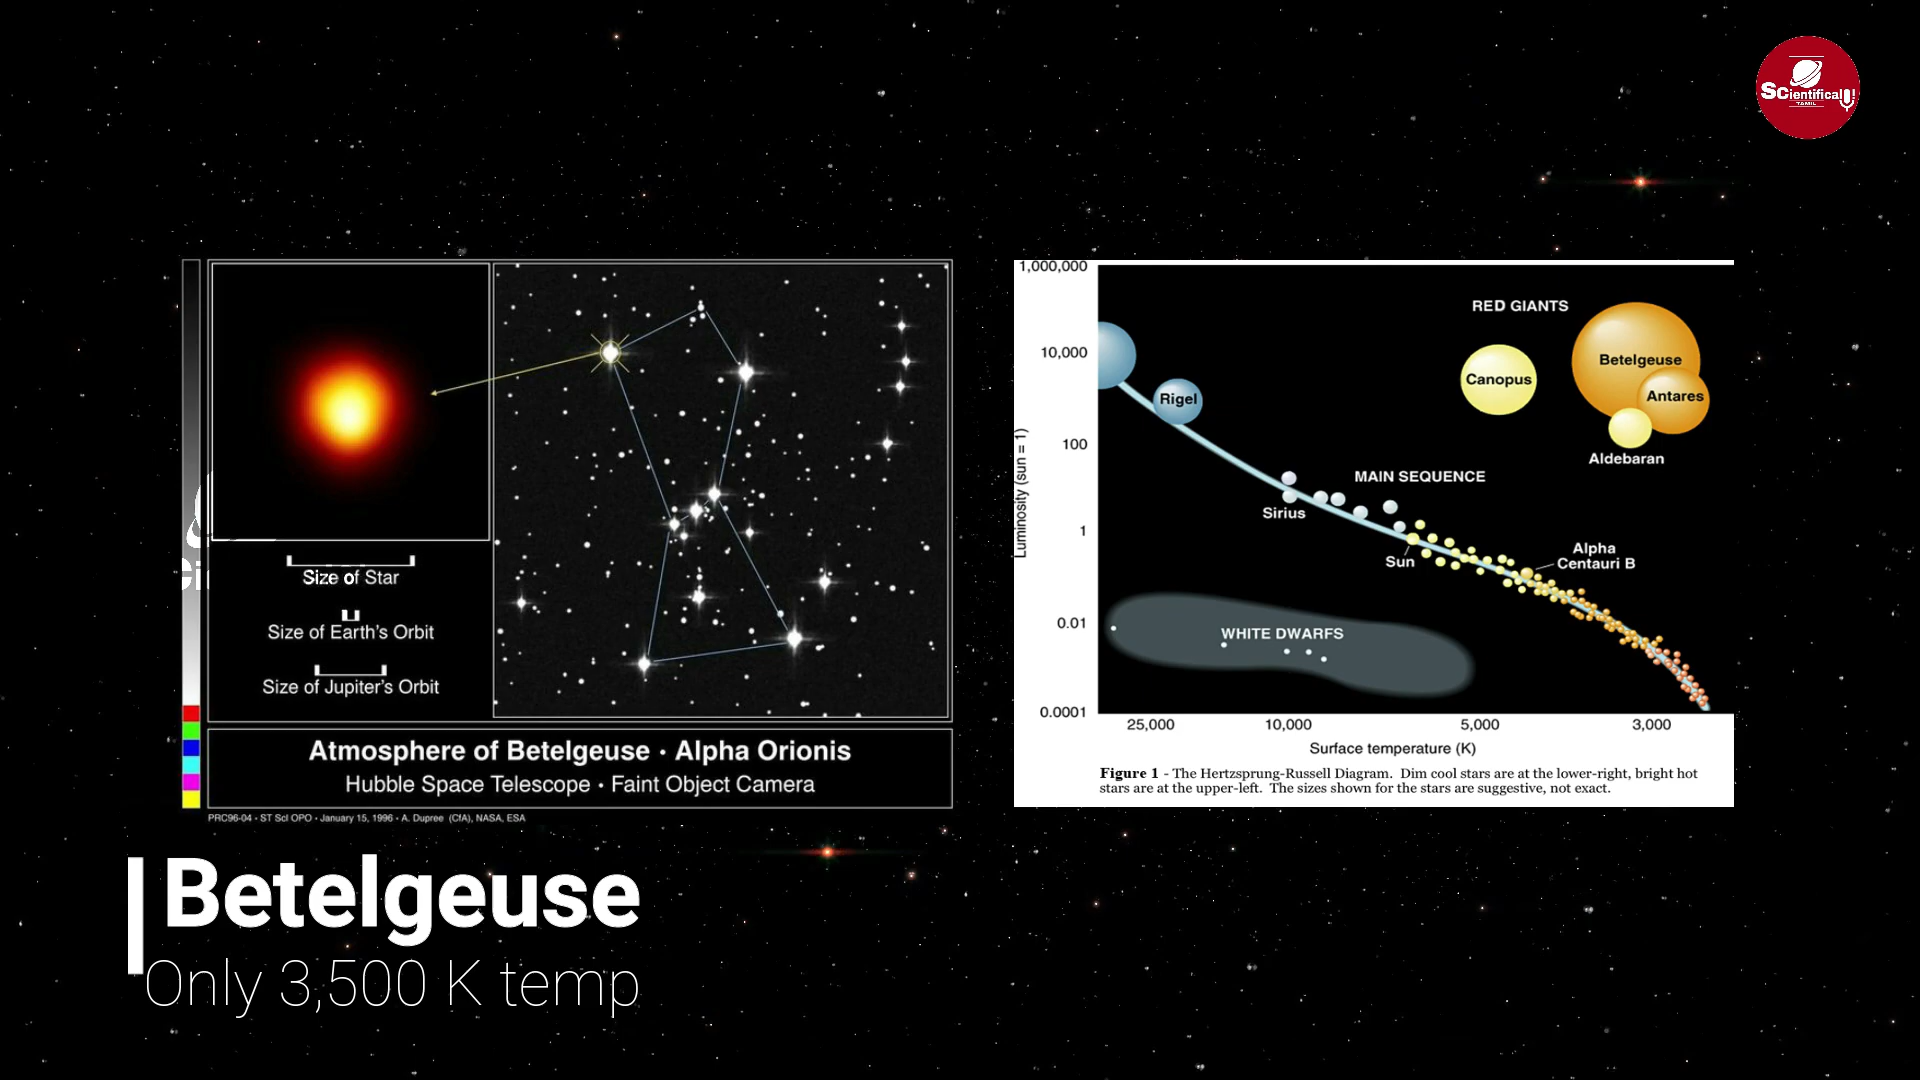 SCientifical
TAMIL
Size of Star
Size of Earth's Orbit
Size of Jupiter's Orbit
Atmosphere of Betelgeuse · Alpha Orionis
Hubble Space Telescope · Faint Object Camera
PRC96-04 · ST ScI OPO · January 15, 1996 · A. Dupree (CfA), NASA, ESA
1,000,000
10,000
100
1
0.01
0.0001
Luminosity (sun = 1)
RED GIANTS
Betelgeuse
Canopus
Antares
Rigel
Aldebaran
MAIN SEQUENCE
Sirius
Sun
Alpha
Centauri B
WHITE DWARFS
25,000 10,000 5,000 3,000
Surface temperature (K)
Figure 1 - The Hertzsprung-Russell Diagram. Dim cool stars are at the lower-right, bright hot
stars are at the upper-left. The sizes shown for the stars are suggestive, not exact.
Betelgeuse
Only 3,500 K temp